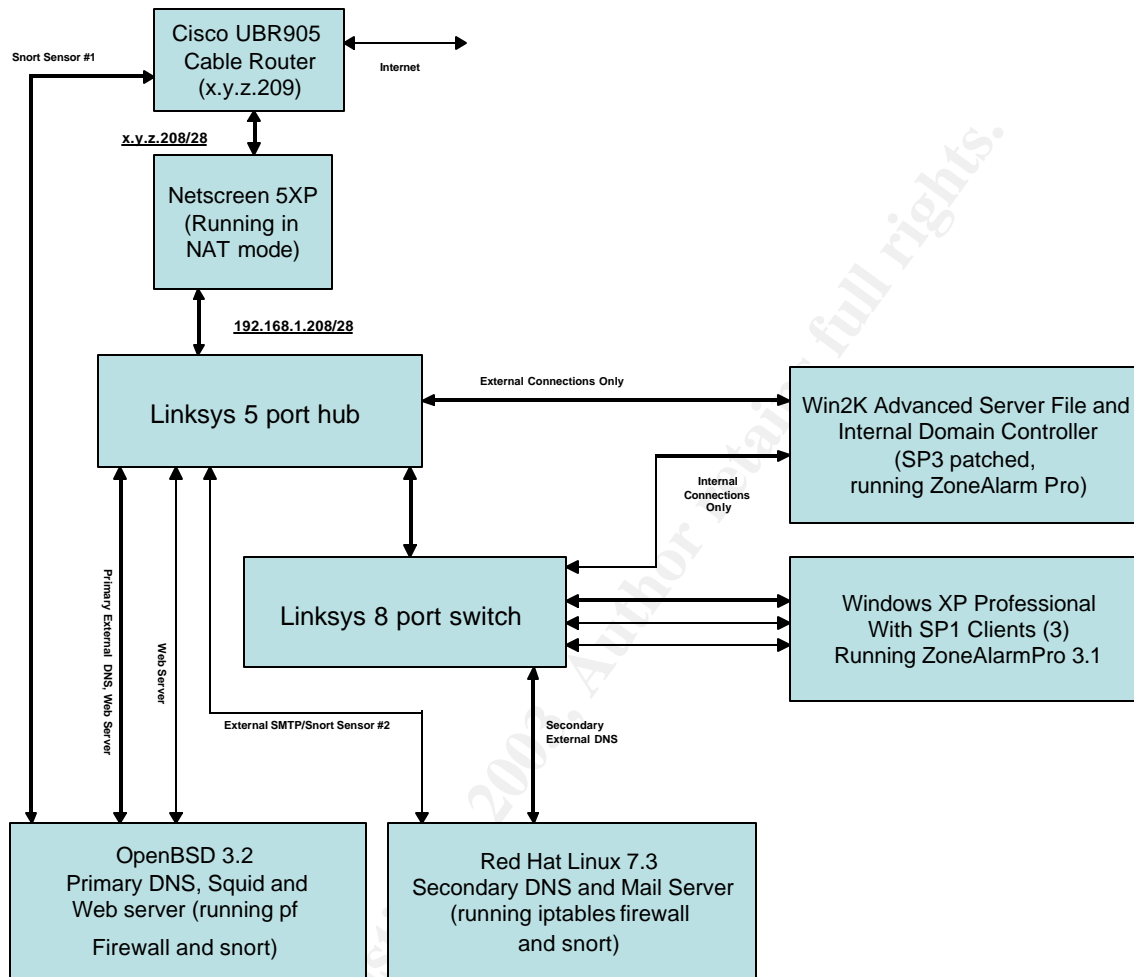 Cisco UBR905
Cable Router
(x.y.z.209)
Snort Sensor #1
Internet
x.y.z.208/28
Netscreen 5XP
(Running in
NAT mode)
192.168.1.208/28
Linksys 5 port hub
External Connections Only
Win2K Advanced Server File and
Internal Domain Controller
(SP3 patched,
running ZoneAlarm Pro)
Internal
Connections
Only
Linksys 8 port switch
Windows XP Professional
With SP1 Clients (3)
Running ZoneAlarmPro 3.1
Primary External DNS, Web Server
Web Server
External SMTP/Snort Sensor #2
Secondary
External DNS
OpenBSD 3.2
Primary DNS, Squid and
Web server (running pf
Firewall and snort)
Red Hat Linux 7.3
Secondary DNS and Mail Server
(running iptables firewall
and snort)
2003, Author retains full rights.